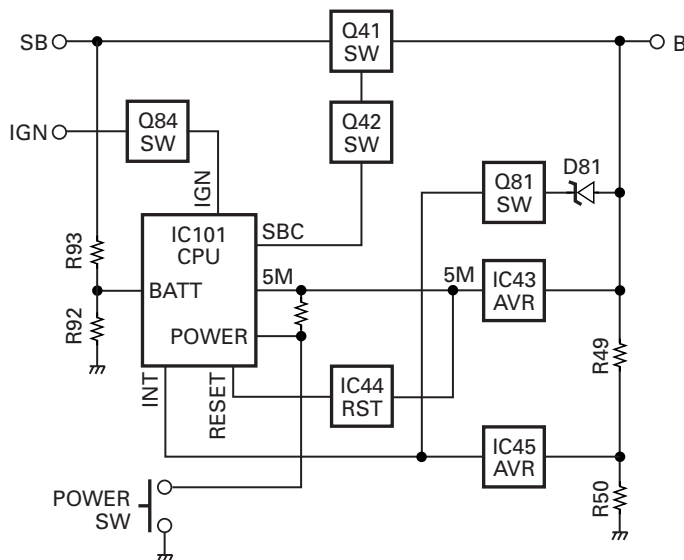 SB
Q41
SW
B
IGN
Q84
SW
Q42
SW
Q81
SW
D81
IGN
IC101
CPU
SBC
R93
5M
5M
IC43
AVR
BATT
R92
POWER
R49
INT
RESET
IC44
RST
IC45
AVR
R50
POWER
SW